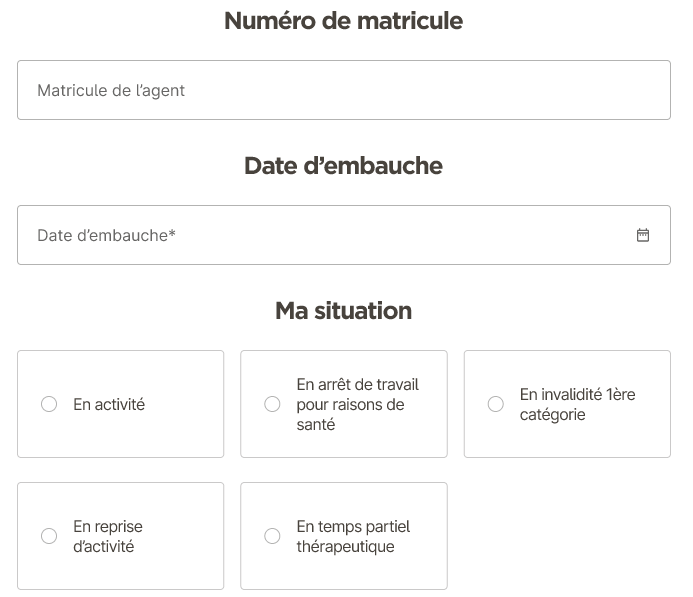 Numéro de matricule
Matricule de l’agent
Date d’embauche
Date d’embauche*
Ma situation
En activité
En arrêt de travail
pour raisons de
santé
En invalidité 1ère
catégorie
En reprise
d’activité
En temps partiel
thérapeutique